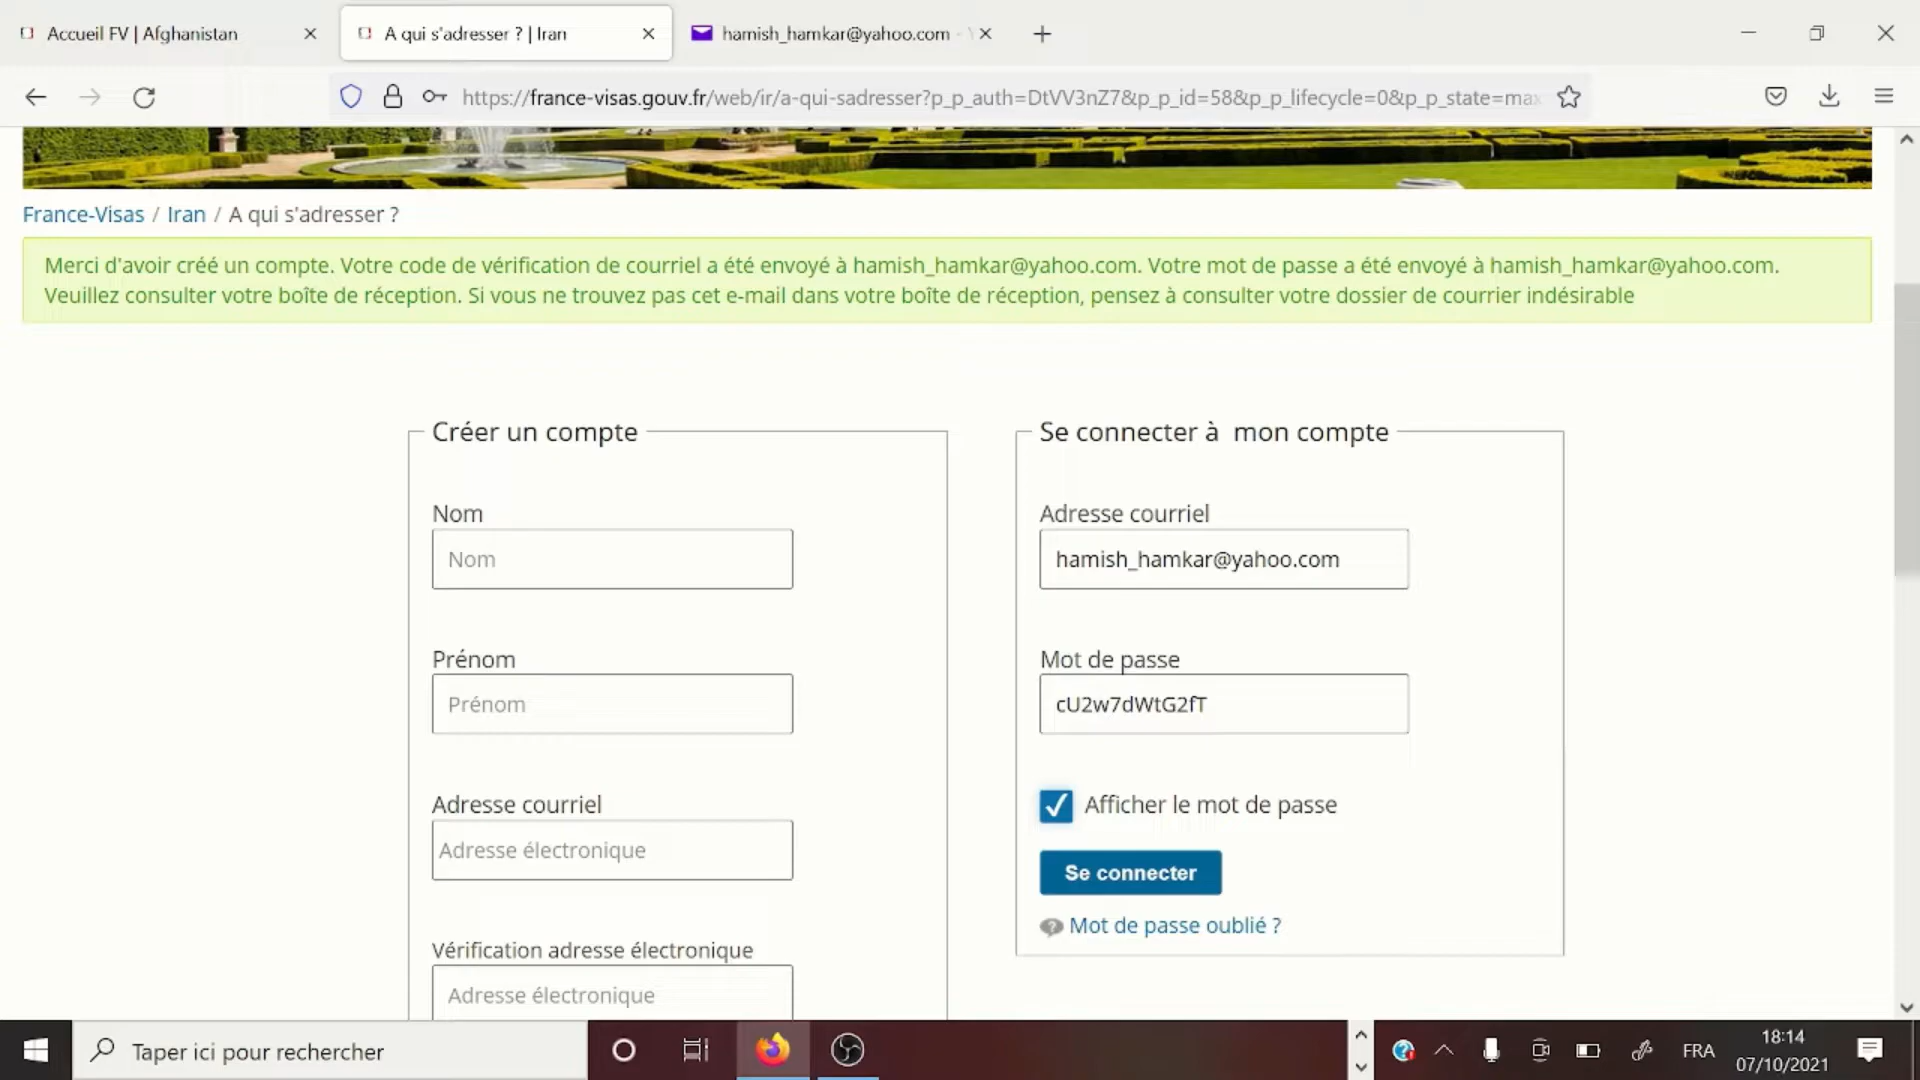 Accueil FV | Afghanistan
A qui s'adresser ? | Iran
hamish_hamkar@yahoo.com -
https://france-visas.gouv.fr/web/ir/a-qui-sadresser?p_p_auth=DtVV3nZ7&p_p_id=58&p_p_lifecycle=0&p_p_state=max
France-Visas / Iran / A qui s'adresser ?
Merci d'avoir créé un compte. Votre code de vérification de courriel a été envoyé à hamish_hamkar@yahoo.com. Votre mot de passe a été envoyé à hamish_hamkar@yahoo.com.
Veuillez consulter votre boîte de réception. Si vous ne trouvez pas cet e-mail dans votre boîte de réception, pensez à consulter votre dossier de courrier indésirable
Créer un compte
Nom
Nom
Prénom
Prénom
Adresse courriel
Adresse électronique
Vérification adresse électronique
Adresse électronique
Se connecter à mon compte
Adresse courriel
hamish_hamkar@yahoo.com
Mot de passe
cU2w7dWtG2fT
Afficher le mot de passe
Se connecter
Mot de passe oublié ?
Taper ici pour rechercher
FRA
18:14
07/10/2021